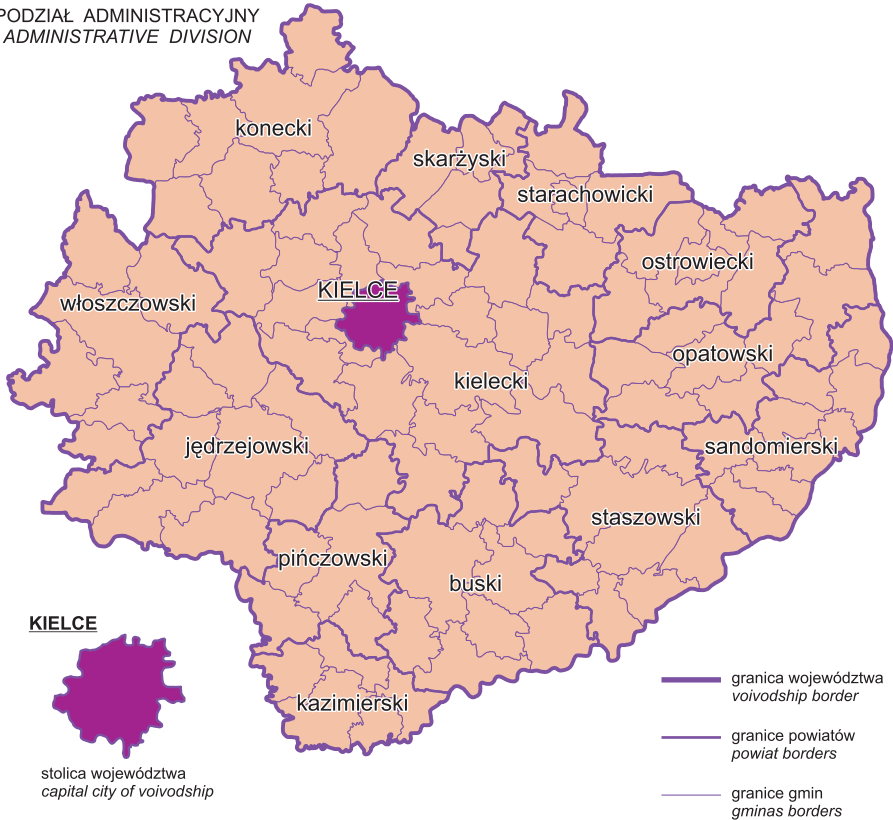 PODZIAŁ ADMINISTRACYJNY
ADMINISTRATIVE DIVISION
konecki
skarżyski
starachowicki
ostrowiecki
KIELCE
włoszczowski
opatowski
kielecki
jędrzejowski
sandomierski
staszowski
pińczowski
buski
kazimierski
KIELCE
stolica województwa
capital city of voivodship
granica województwa
voivodship border
granice powiatów
powiat borders
granice gmin
gminas borders